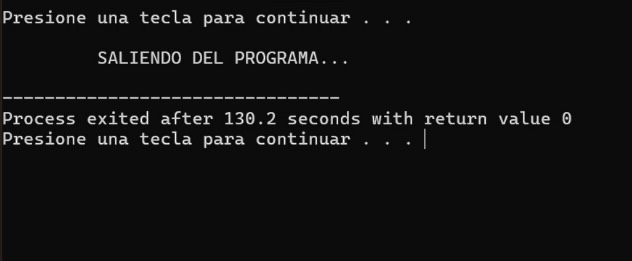 Presione una tecla para continuar . . .
SALIENDO DEL PROGRAMA...
--------------------------------
Process exited after 130.2 seconds with return value 0
Presione una tecla para continuar . . .